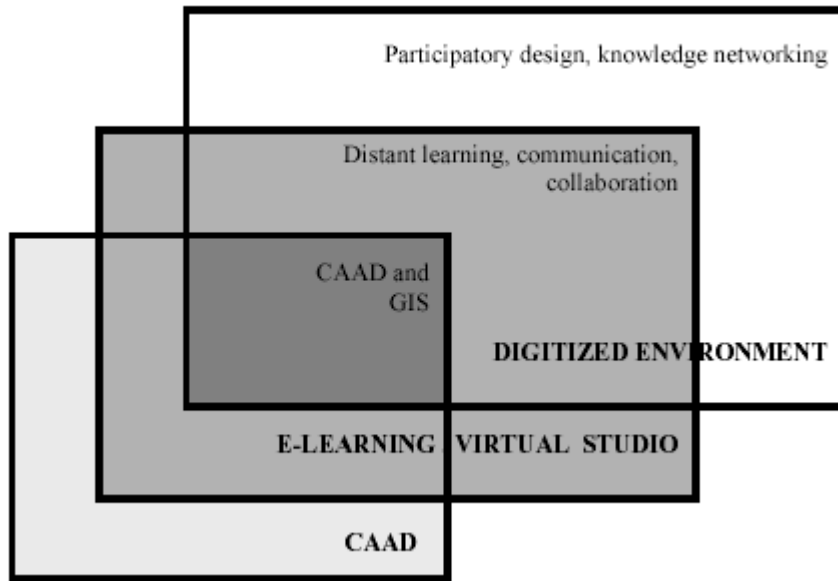 Participatory design, knowledge networking
Distant learning, communication,
collaboration
CAAD and
GIS
DIGITIZED ENVIRONMENT
E-LEARNING VIRTUAL STUDIO
CAAD